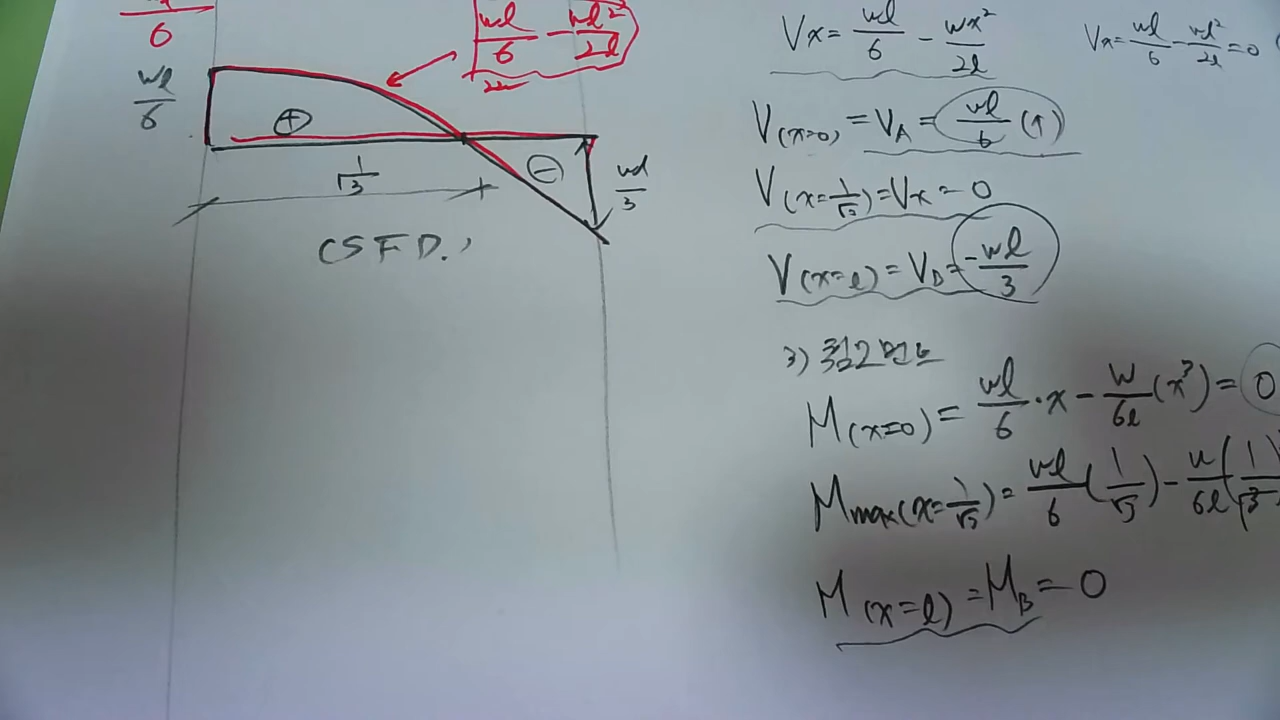 wl/6
wl/6 - wl²/2l
wl/6
⊕
⊖
1/√3
wl/3
(S F D.)
Vx = wl/6 - wx²/2l
Vx = wl/6 - wl²/2l = 0
V(x=0) = VA = wl/6 (↑)
V(x=1/√3) = Vx = 0
V(x=l) = VB = -wl/3
3) 휨모멘트
M(x=0) = wl/6 · x - w/6l (x³) = 0
Mmax(x=1/√3) = wl/6 (1/√3) - w/6l (1/√3
M(x=l) = MB = 0